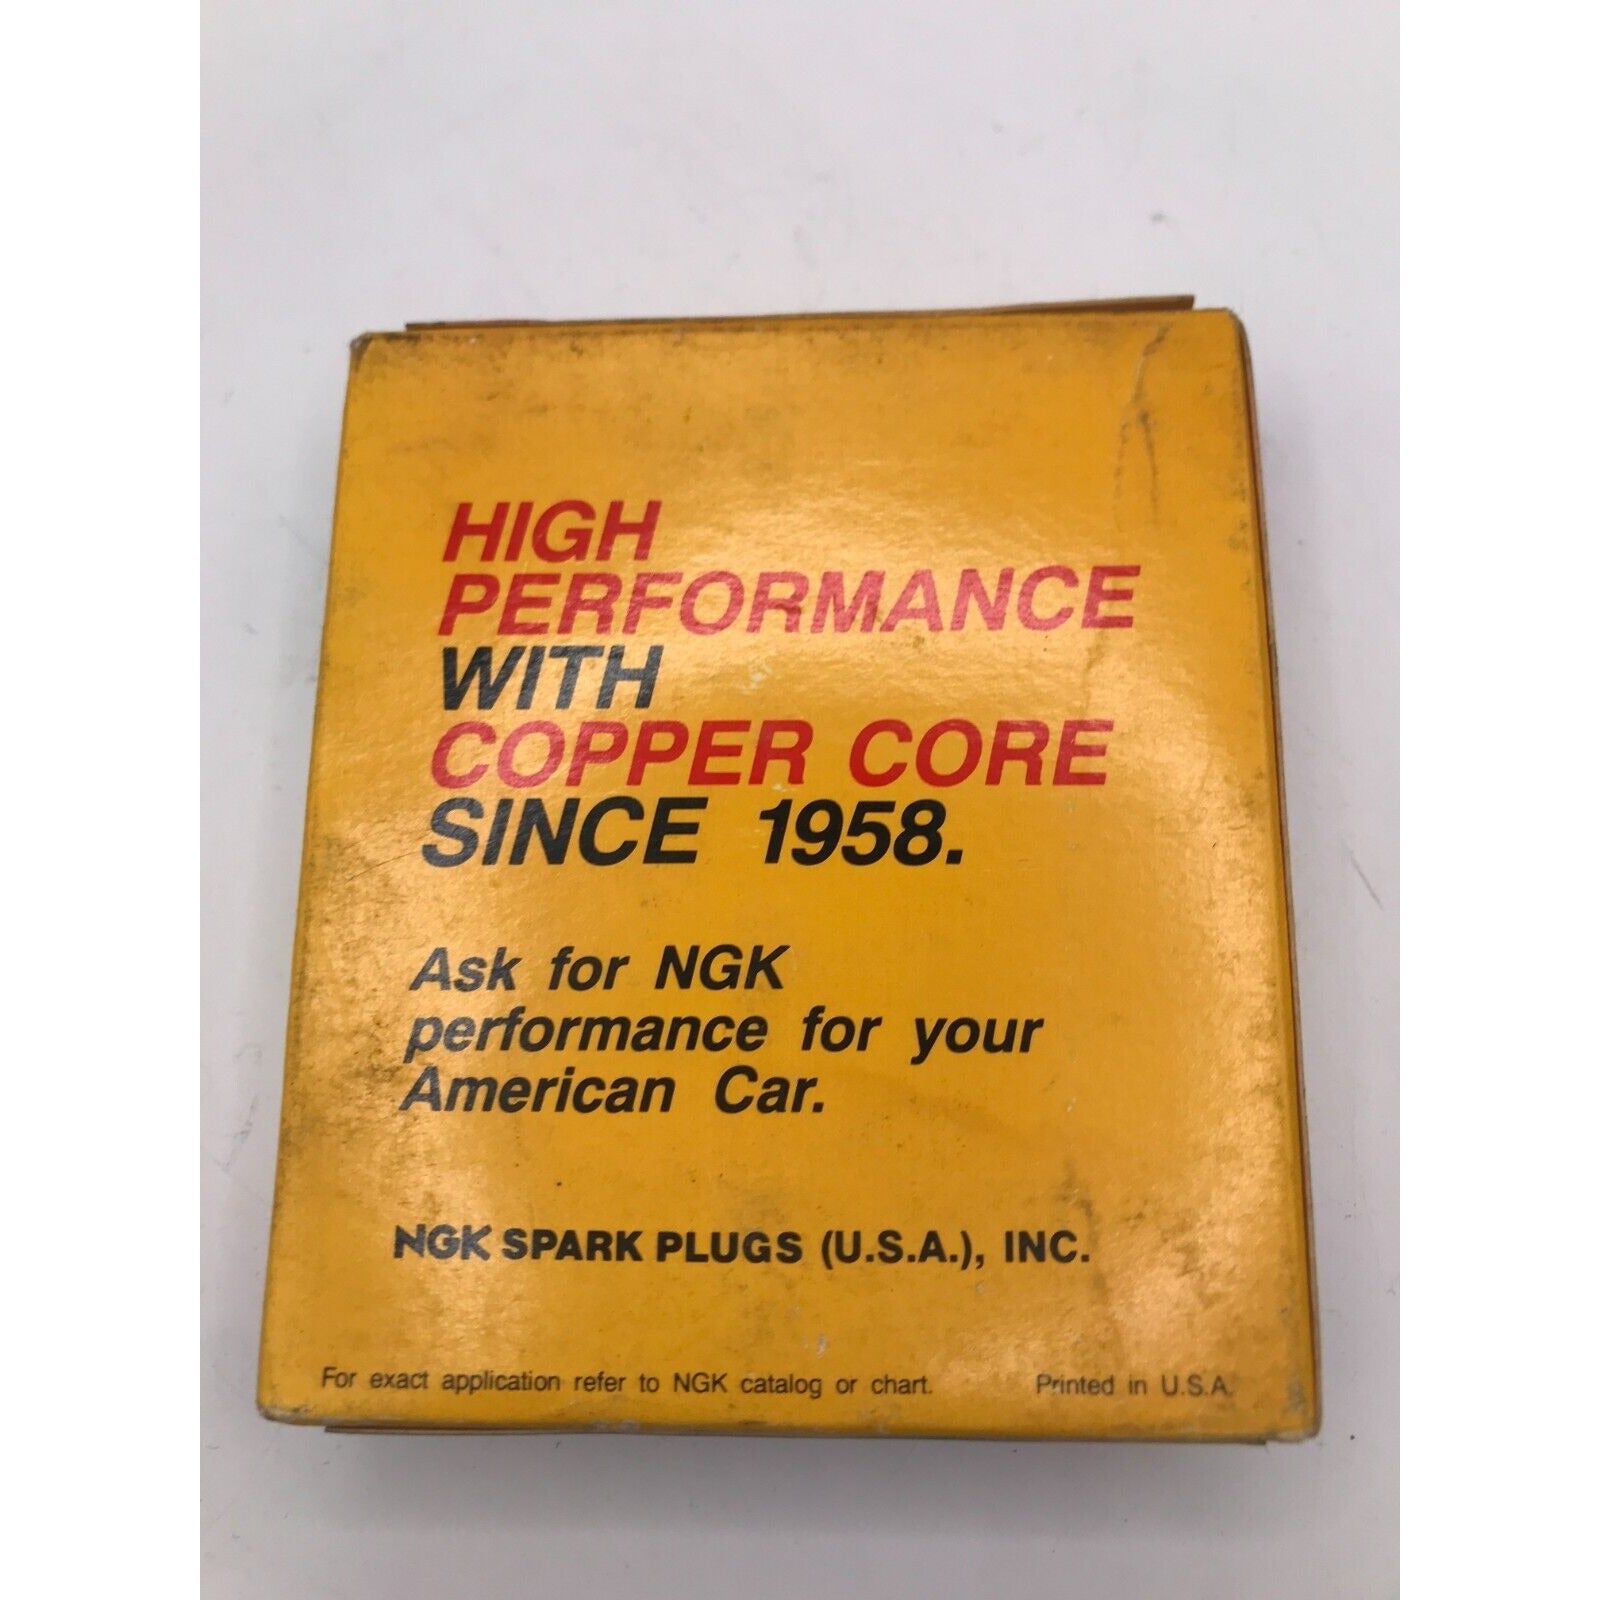 HIGH
PERFORMANCE
WITH
COPPER CORE
SINCE 1958.
Ask for NGK
performance for your
American Car.
NGK SPARK PLUGS (U.S.A.), INC.
For exact application refer to NGK catalog or chart. Printed in U.S.A.